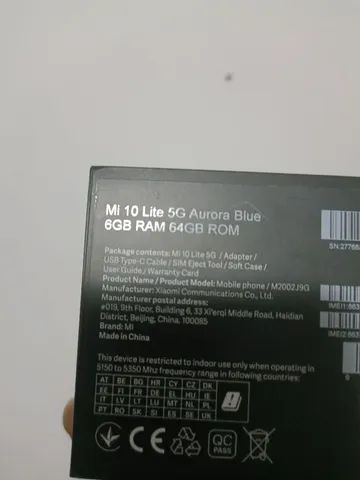 Mi 10 Lite 5G Aurora Blue
6GB RAM 64GB ROM
Package contents: Mi 10 Lite 5G / Adapter /
USB Type-C Cable / SIM Eject Tool / Soft Case /
User Guide / Warranty Card
Product Name / Product Model: Mobile phone / M2002J9G
Manufacturer: Xiaomi Communications Co., Ltd.
Manufacturer postal address:
#019, 9th Floor, Building 6, 33 Xi'erqi Middle Road, Haidian
District, Beijing, China, 100085
Brand: Mi
Made in China
This device is restricted to indoor use only when operating in
5150 to 5350 Mhz frequency range in following countries:
AT BE BG HR CY CZ DK
EE FI FR DE EL HU IE
IT LV LT LU MT NL PL
PT RO SK SI ES SE UK
CE
QC
PASS